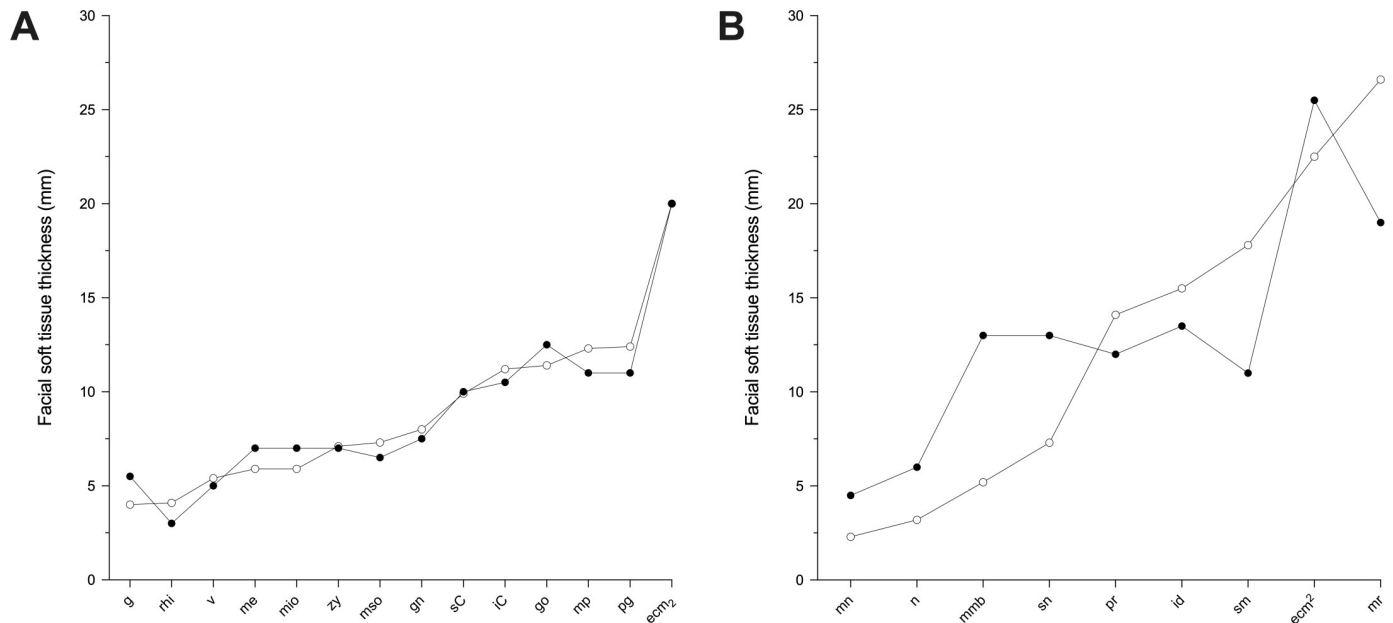 A
30
25
20
15
10
5
0
Facial soft tissue thickness (mm)
g rhi v me mio zy mso gn sC iC go mp pg ecm₂
B
30
25
20
15
10
5
0
Facial soft tissue thickness (mm)
mn n mmb sn pr id sm ecm² mr